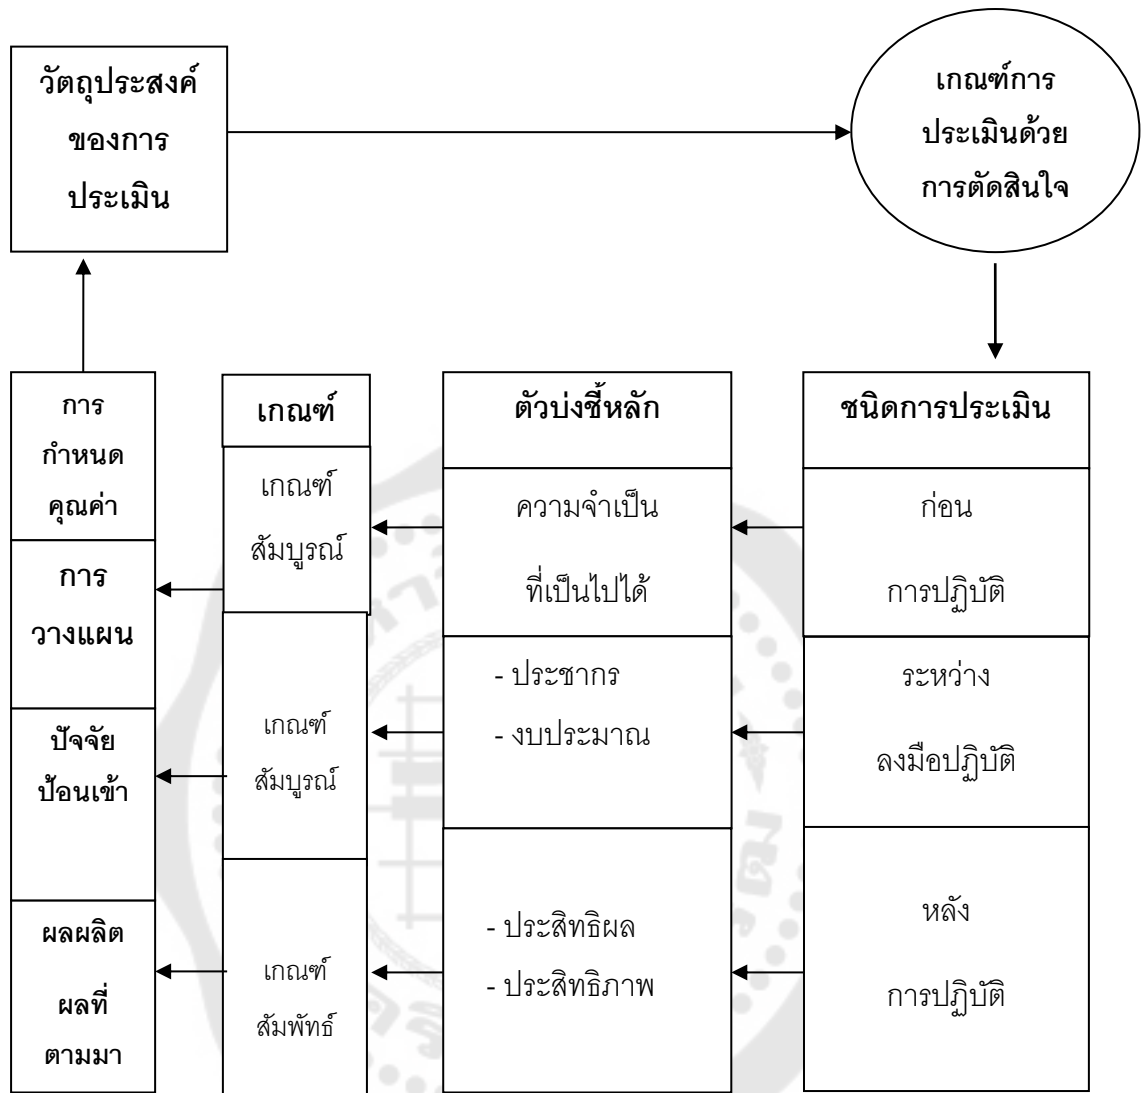 วัตถุประสงค์
ของการ
ประเมิน
เกณฑ์การ
ประเมินด้วย
การตัดสินใจ
การ
กำหนด
คุณค่า
การ
วางแผน
ปัจจัย
ป้อนเข้า
ผลผลิต
ผลที่
ตามมา
เกณฑ์
เกณฑ์
สัมบูรณ์
เกณฑ์
สัมบูรณ์
เกณฑ์
สัมพัทธ์
ตัวบ่งชี้หลัก
ความจำเป็น
ที่เป็นไปได้
- ประชากร
- งบประมาณ
- ประสิทธิผล
- ประสิทธิภาพ
ชนิดการประเมิน
ก่อน
การปฏิบัติ
ระหว่าง
ลงมือปฏิบัติ
หลัง
การปฏิบัติ